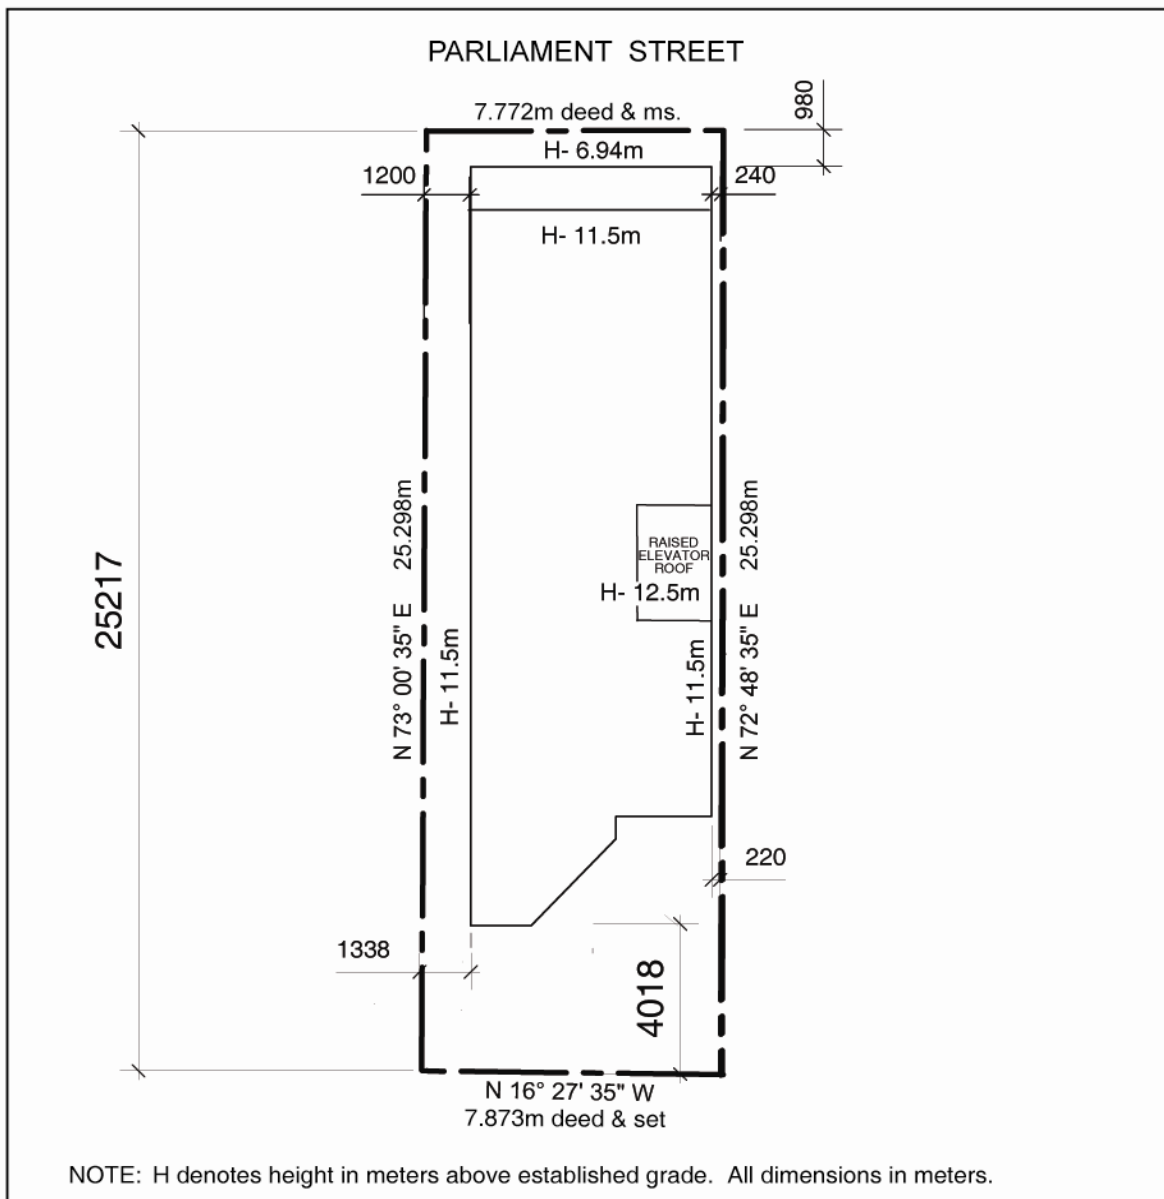 PARLIAMENT STREET
7.772m deed & ms.
980
H- 6.94m
1200
240
H- 11.5m
25217
N 73° 00' 35" E 25.298m
H- 11.5m
RAISED
ELEVATOR
ROOF
H- 12.5m
H- 11.5m
N 72° 48' 35" E 25.298m
220
1338
4018
N 16° 27' 35" W
7.873m deed & set
NOTE: H denotes height in meters above established grade. All dimensions in meters.